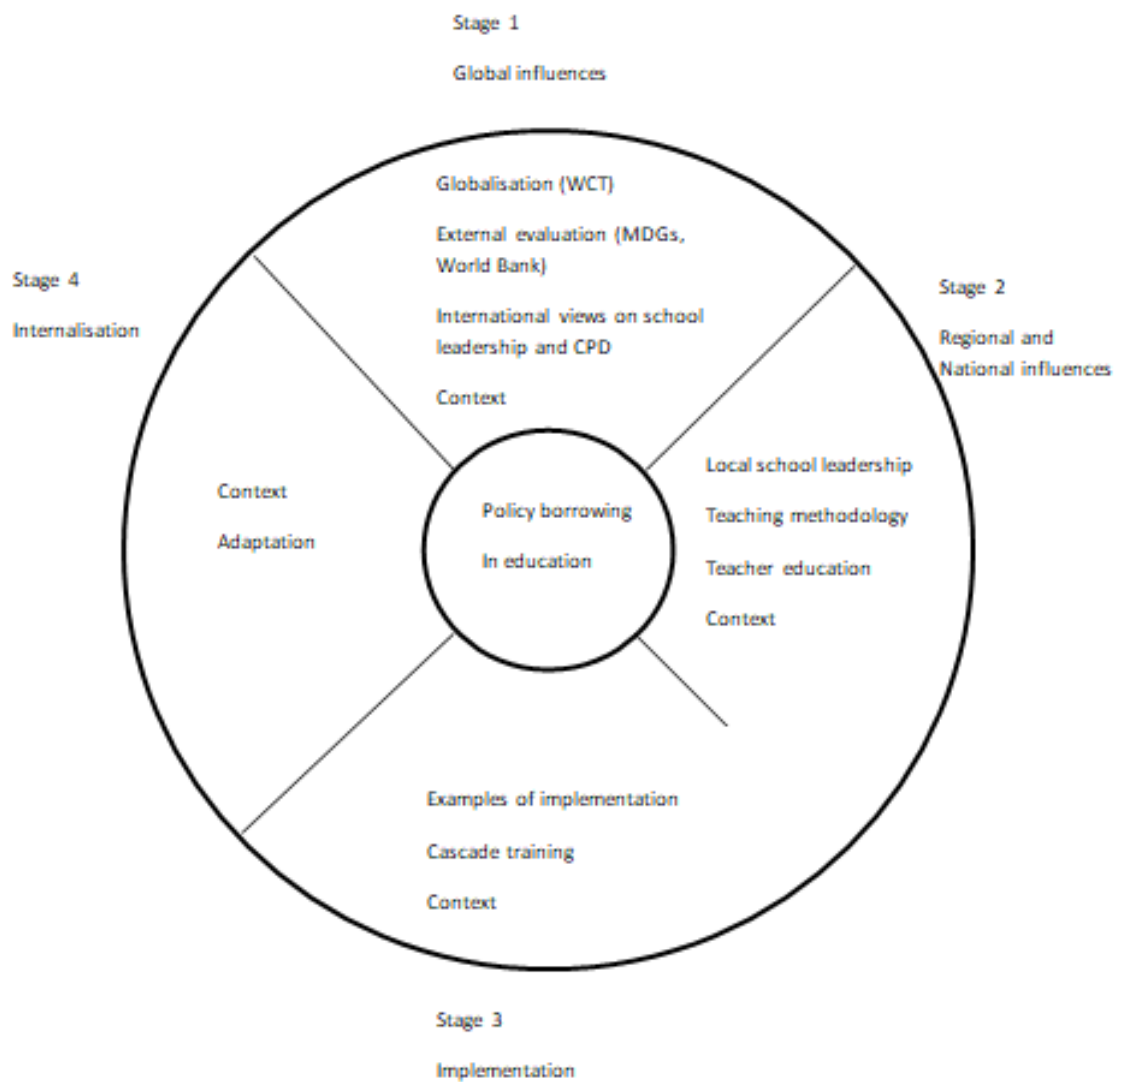 Stage 1
Global influences
Globalisation (WCT)
External evaluation (MDGs,
World Bank)
International views on school
leadership and CPD
Context
Stage 2
Regional and
National influences
Local school leadership
Teaching methodology
Teacher education
Context
Policy borrowing
In education
Stage 4
Internalisation
Context
Adaptation
Examples of implementation
Cascade training
Context
Stage 3
Implementation